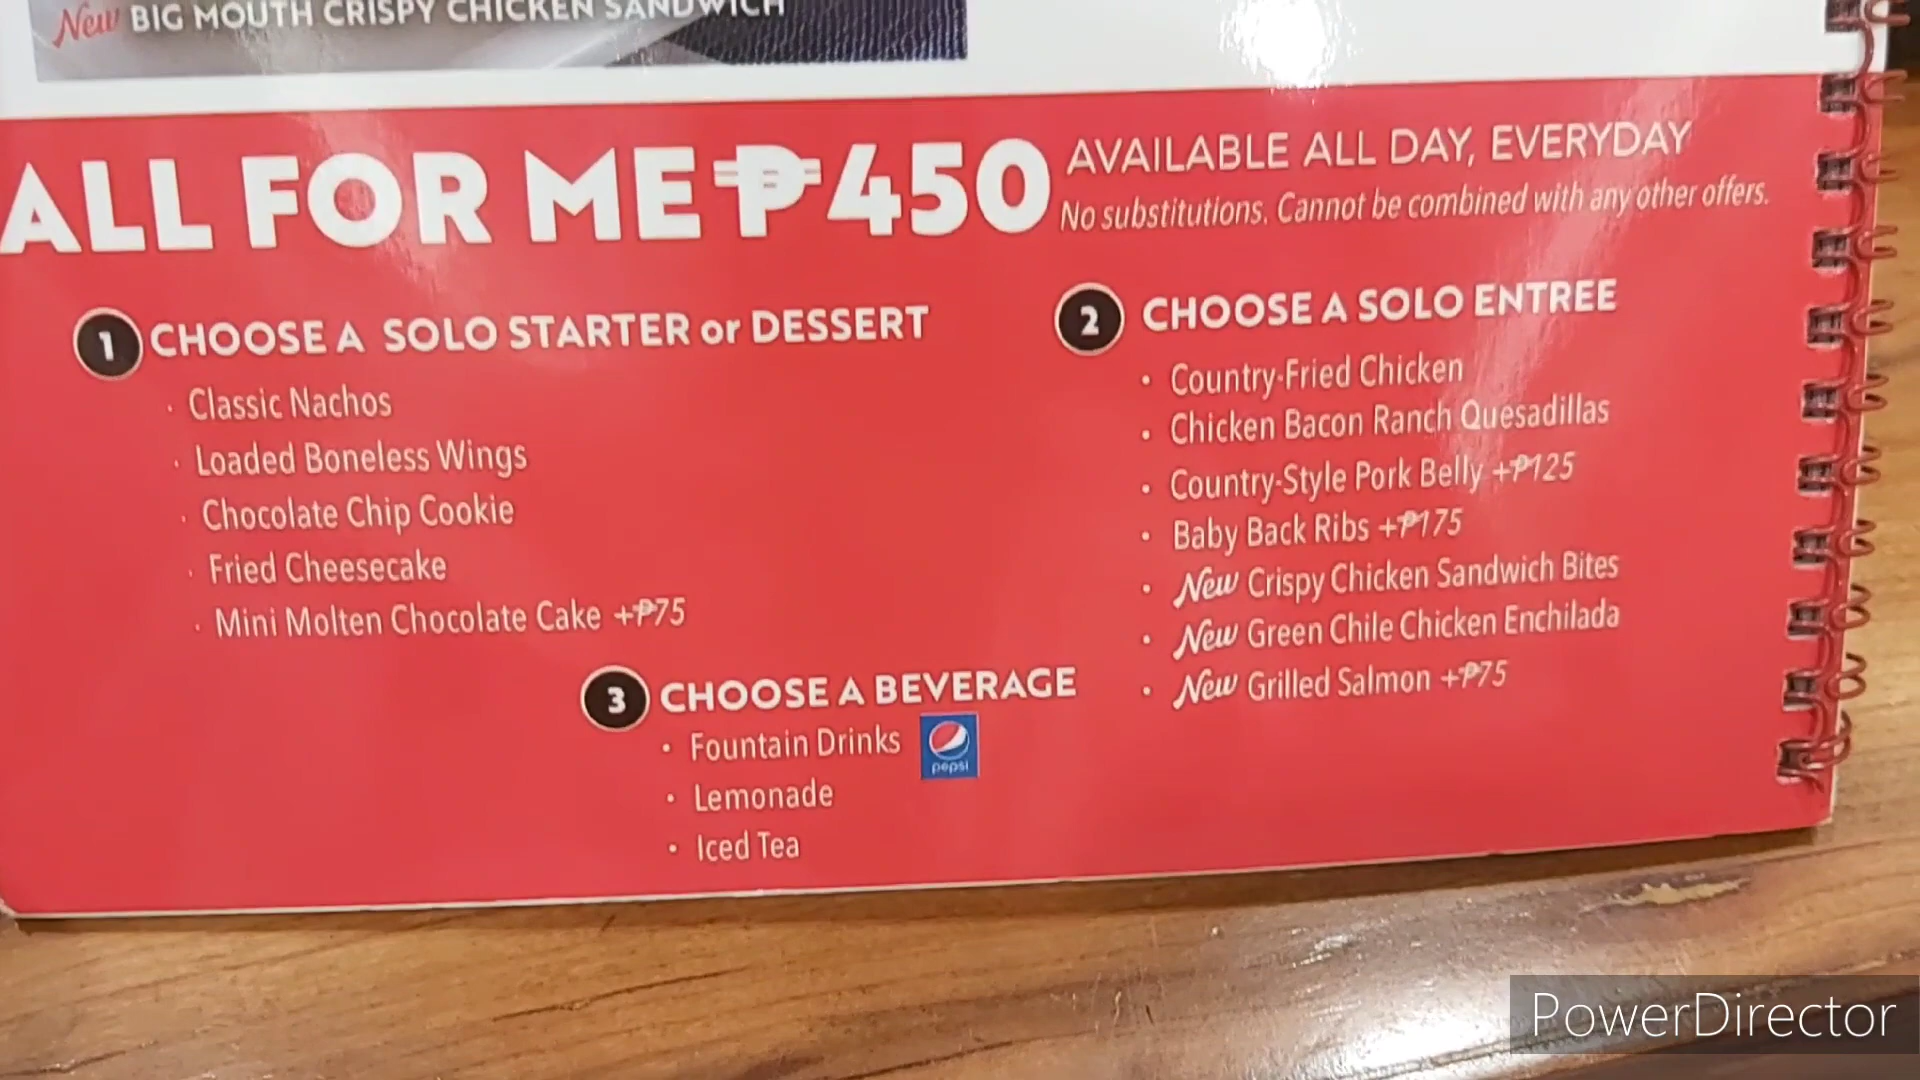 New BIG MOUTH CRISPY CHICKEN SANDWICH
ALL FOR ME ₱450
AVAILABLE ALL DAY, EVERYDAY
No substitutions. Cannot be combined with any other offers.
1 CHOOSE A SOLO STARTER or DESSERT
· Classic Nachos
· Loaded Boneless Wings
· Chocolate Chip Cookie
· Fried Cheesecake
· Mini Molten Chocolate Cake +₱75
2 CHOOSE A SOLO ENTREE
• Country-Fried Chicken
• Chicken Bacon Ranch Quesadillas
• Country-Style Pork Belly +₱125
• Baby Back Ribs +₱175
• New Crispy Chicken Sandwich Bites
• New Green Chile Chicken Enchilada
• New Grilled Salmon +₱75
3 CHOOSE A BEVERAGE
• Fountain Drinks
pepsi
• Lemonade
• Iced Tea
PowerDirector